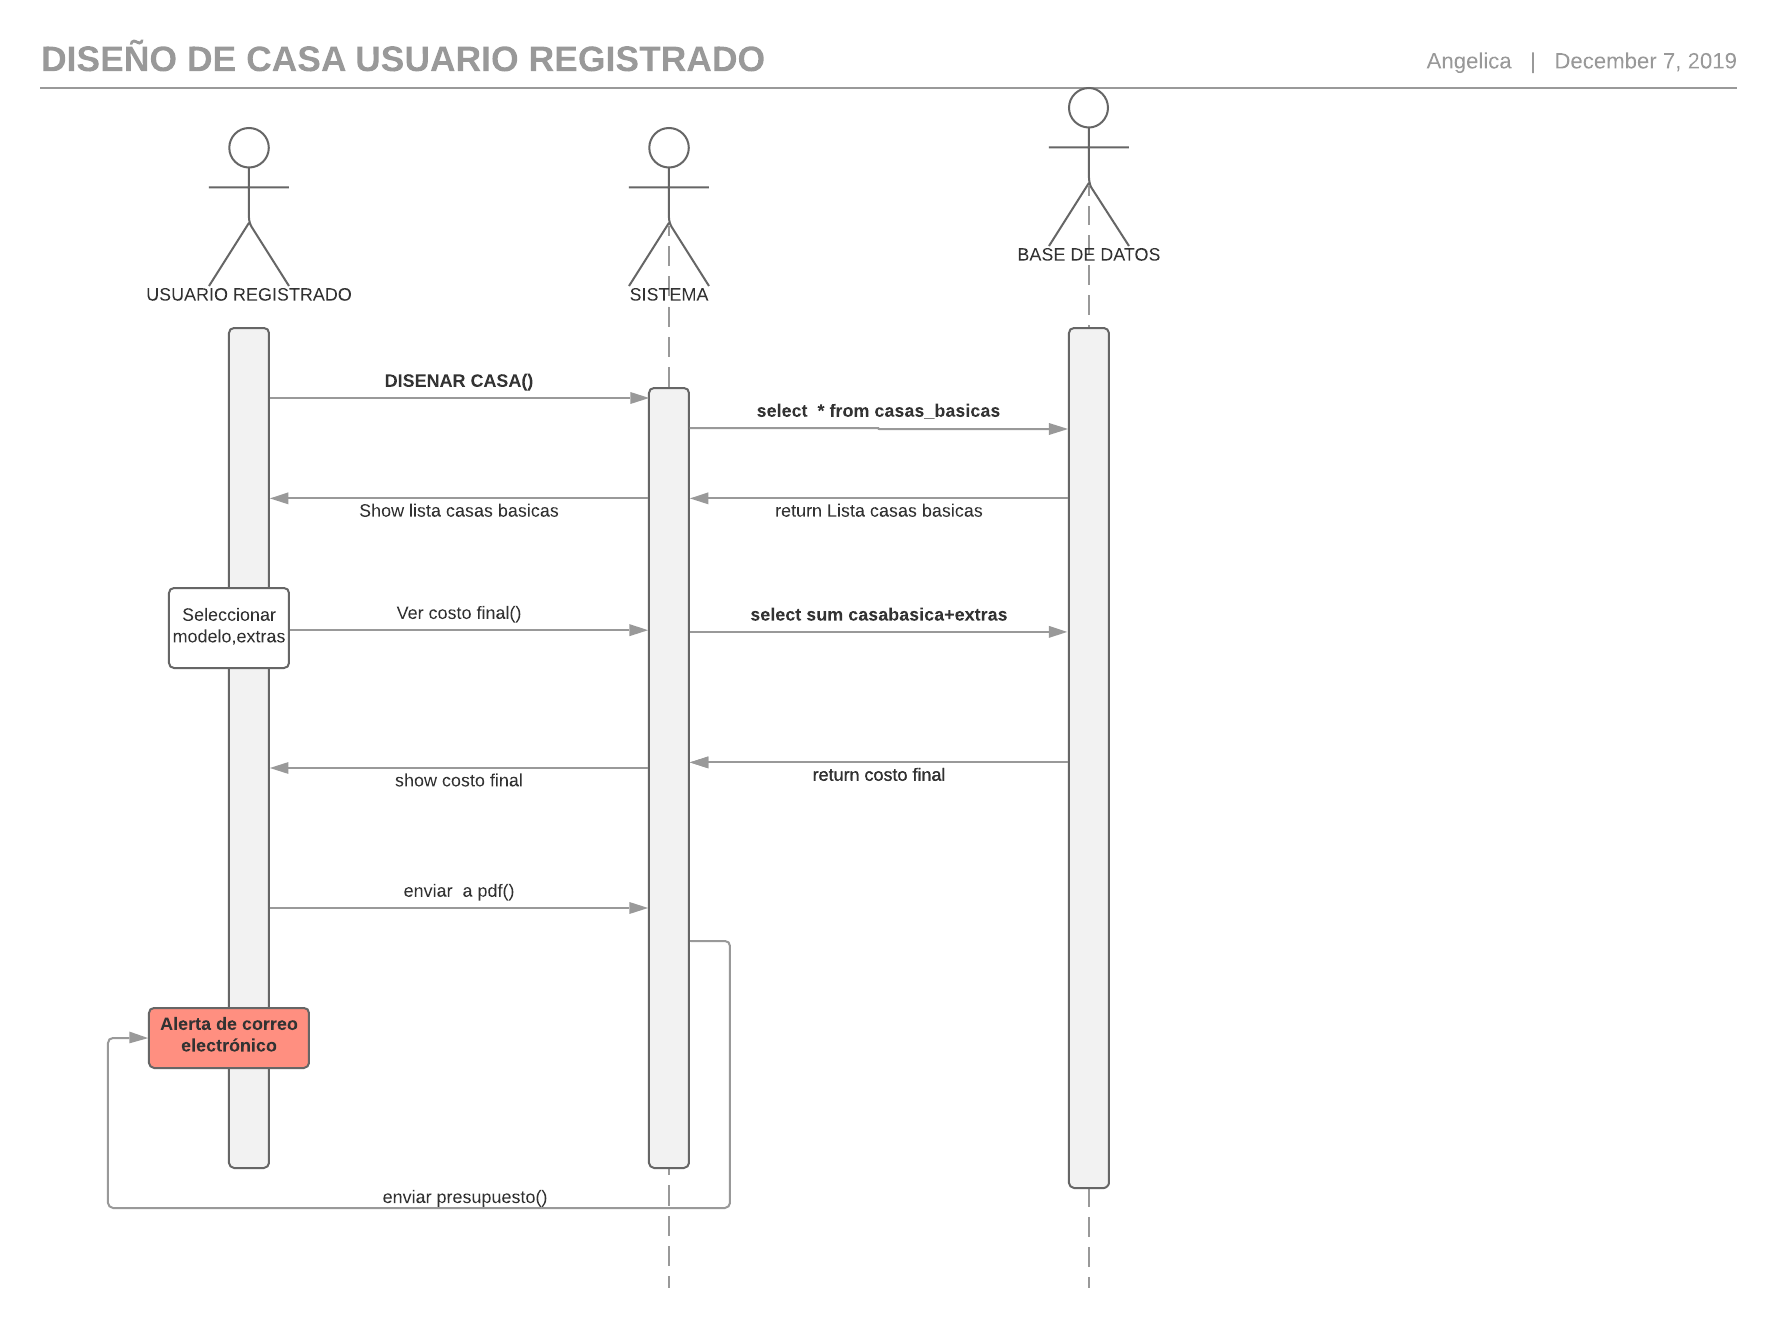 DISEÑO DE CASA USUARIO REGISTRADO
Angelica | December 7, 2019
BASE DE DATOS
USUARIO REGISTRADO
SISTEMA
DISENAR CASA()
select * from casas_basicas
Show lista casas basicas
return Lista casas basicas
Seleccionar
modelo,extras
Ver costo final()
select sum casabasica+extras
show costo final
return costo final
enviar a pdf()
Alerta de correo
electrónico
enviar presupuesto()